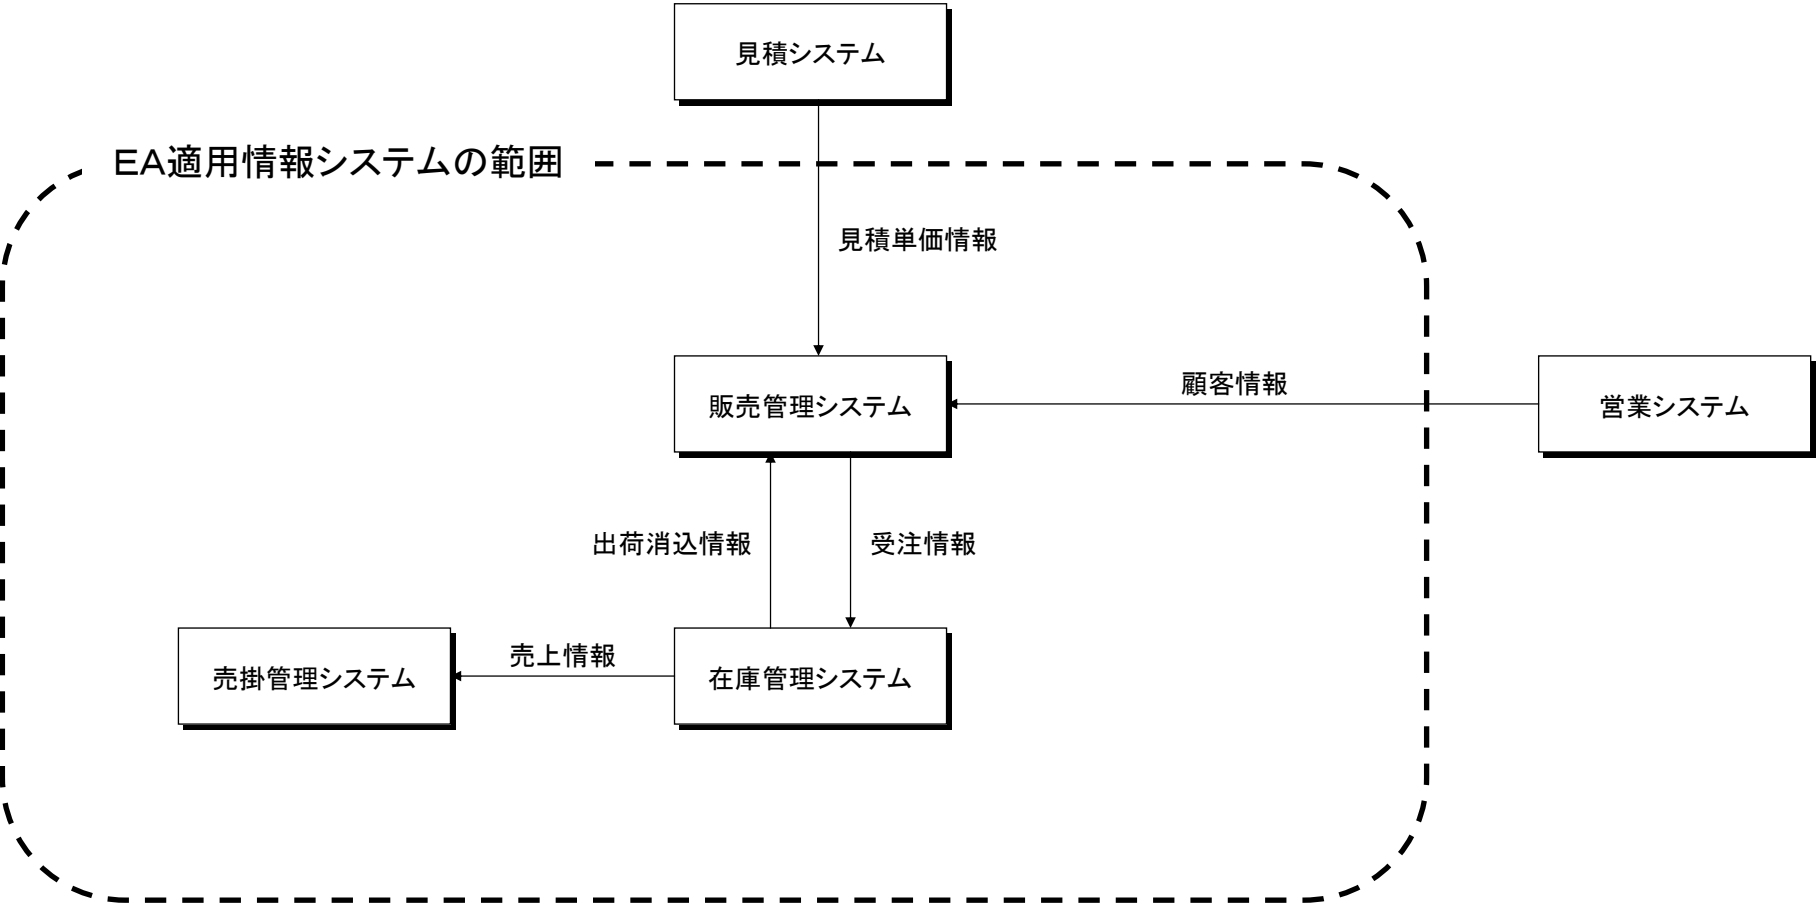 見積システム
EA適用情報システムの範囲
見積単価情報
顧客情報
販売管理システム
営業システム
出荷消込情報
受注情報
売上情報
売掛管理システム
在庫管理システム